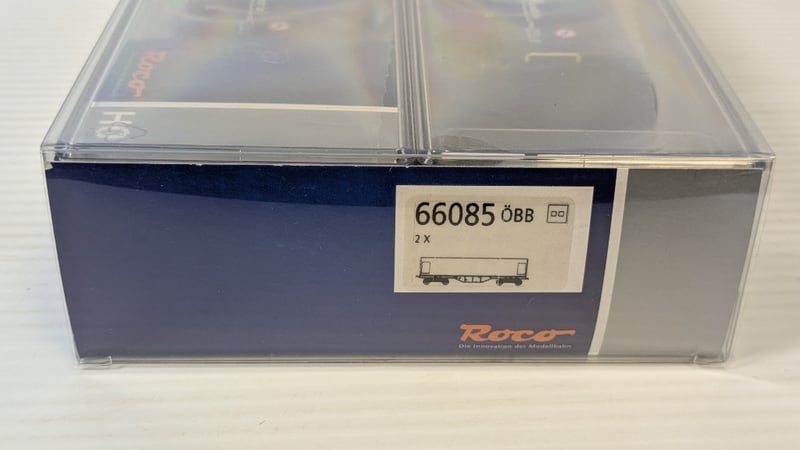 Roco
H0
66085 ÖBB
2 X
Roco
Die Innovation der Modellbahn